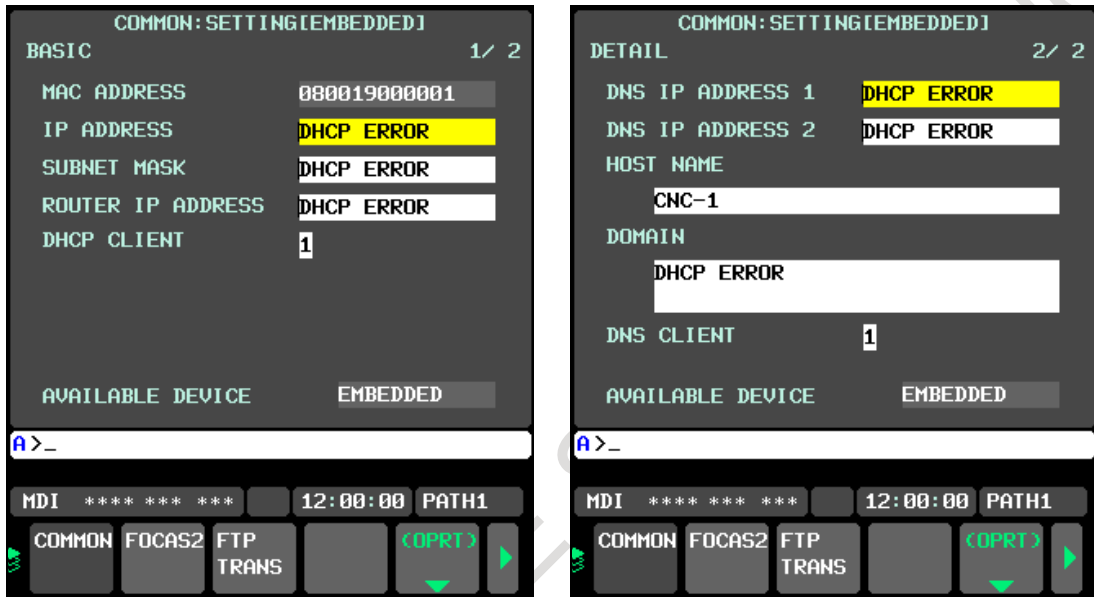 COMMON:SETTING[EMBEDDED]
BASIC 1/ 2
MAC ADDRESS 080019000001
IP ADDRESS DHCP ERROR
SUBNET MASK DHCP ERROR
ROUTER IP ADDRESS DHCP ERROR
DHCP CLIENT 1
AVAILABLE DEVICE EMBEDDED
A>_
MDI **** *** *** 12:00:00 PATH1
COMMON FOCAS2 FTP TRANS (OPRT)
COMMON:SETTING[EMBEDDED]
DETAIL 2/ 2
DNS IP ADDRESS 1 DHCP ERROR
DNS IP ADDRESS 2 DHCP ERROR
HOST NAME
CNC-1
DOMAIN
DHCP ERROR
DNS CLIENT 1
AVAILABLE DEVICE EMBEDDED
A>_
MDI **** *** *** 12:00:00 PATH1
COMMON FOCAS2 FTP TRANS (OPRT)